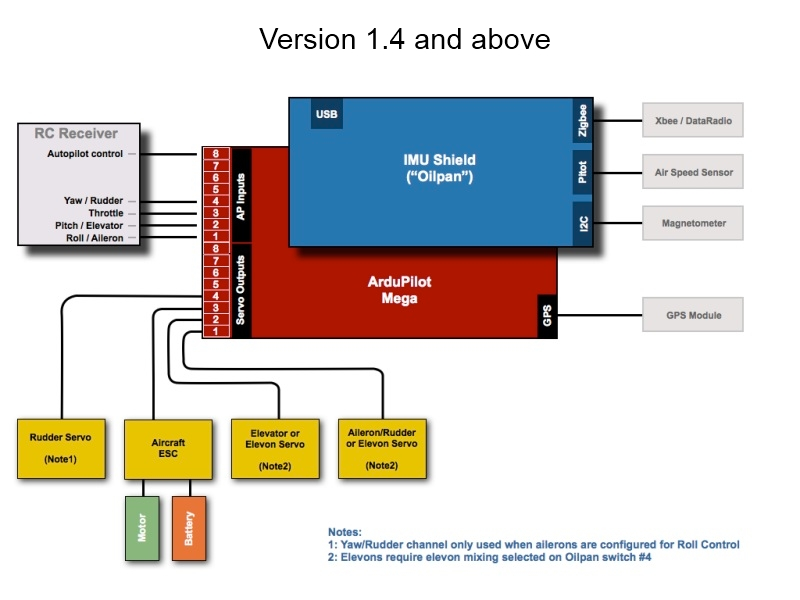 Version 1.4 and above
USB
Zigbee
Xbee / DataRadio
RC Receiver
Autopilot control
IMU Shield
("Oilpan")
Pitot
Air Speed Sensor
8
7
6
5
4
3
2
1
AP Inputs
Yaw / Rudder
Throttle
Pitch / Elevator
Roll / Aileron
I2C
Magnetometer
8
7
6
5
4
3
2
1
Servo Outputs
ArduPilot
Mega
GPS
GPS Module
Rudder Servo
(Note1)
Aircraft
ESC
Elevator or
Elevon Servo
(Note2)
Aileron/Rudder
or Elevon Servo
(Note2)
Motor
Battery
Notes:
1: Yaw/Rudder channel only used when ailerons are configured for Roll Control
2: Elevons require elevon mixing selected on Oilpan switch #4